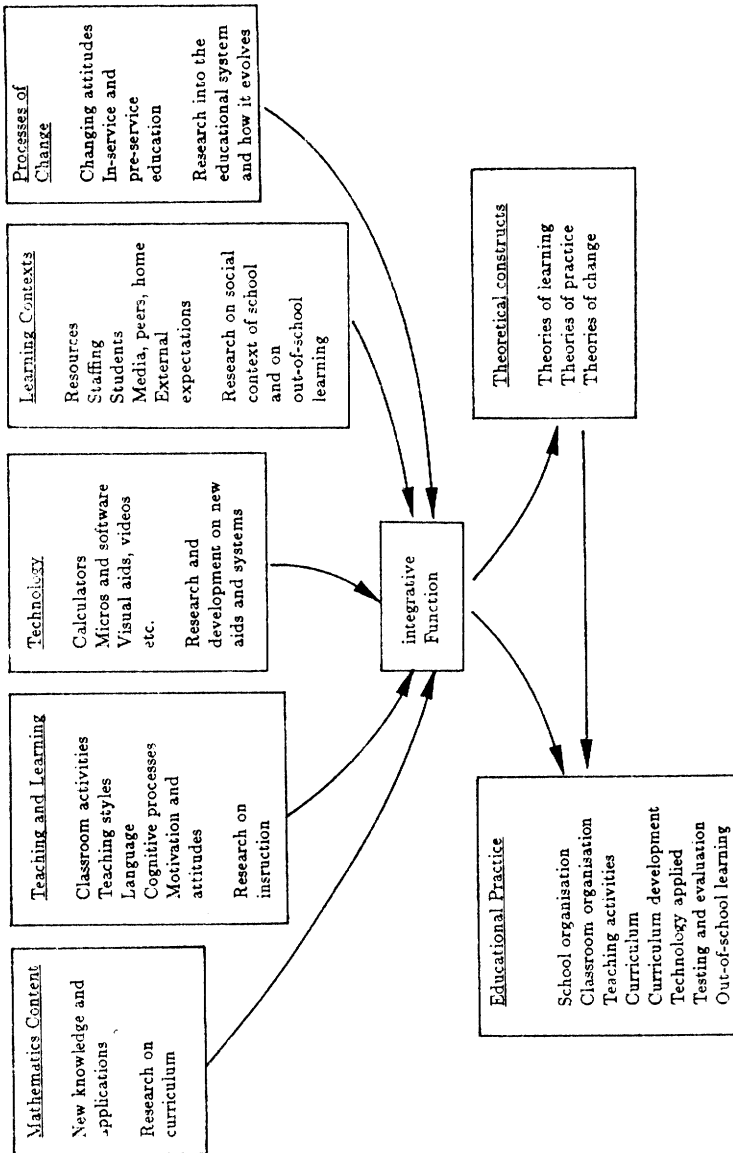 Mathematics Content
New knowledge and
applications
Research on
curriculum
Teaching and Learning
Classroom activities
Teaching styles
Language
Cognitive processes
Motivation and
attitudes
Research on
insruction
Technology
Calculators
Micros and software
Visual aids, videos
etc.
Research and
development on new
aids and systems
Learning Contexts
Resources
Staffing
Students
Media, peers, home
External
expectations
Research on social
context of school
and on
out-of-school
learning
Processes of
Change
Changing attitudes
In-service and
pre-service
education
Research into the
educational system
and how it evolves
integrative
Function
Educational Practice
School organisation
Classroom organisation
Teaching activities
Curriculum
Curriculum development
Technology applied
Testing and evaluation
Out-of-school learning
Theoretical constructs
Theories of learning
Theories of practice
Theories of change